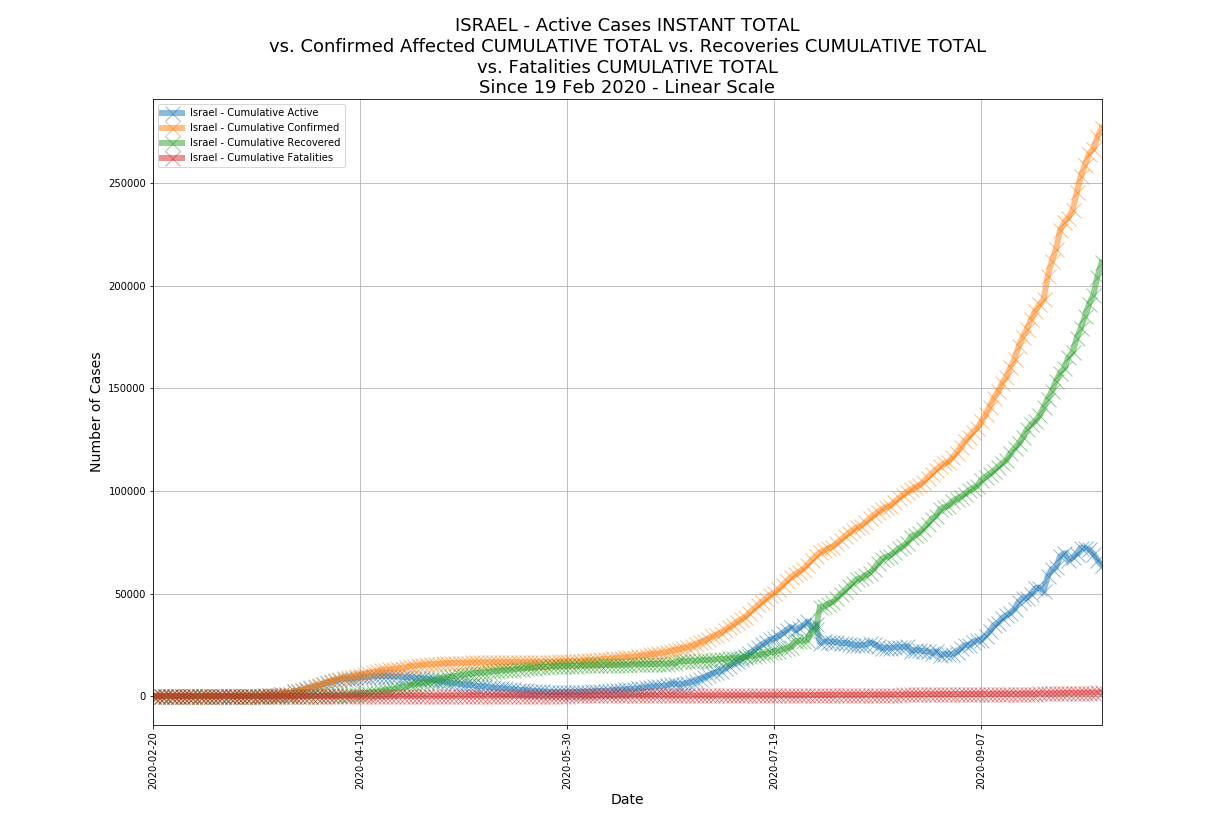 ISRAEL - Active Cases INSTANT TOTAL
vs. Confirmed Affected CUMULATIVE TOTAL vs. Recoveries CUMULATIVE TOTAL
vs. Fatalities CUMULATIVE TOTAL
Since 19 Feb 2020 - Linear Scale
Israel - Cumulative Active
Israel - Cumulative Confirmed
Israel - Cumulative Recovered
Israel - Cumulative Fatalities
Number of Cases
250000
200000
150000
100000
50000
0
2020-02-20
2020-04-10
2020-05-30
2020-07-19
2020-09-07
Date